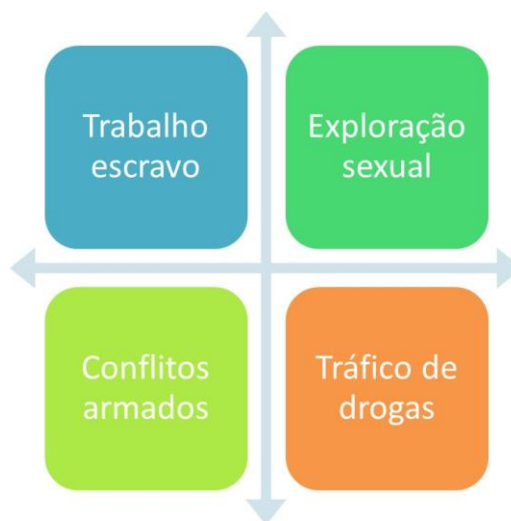 Trabalho
escravo
Exploração
sexual
Conflitos
armados
Tráfico de
drogas